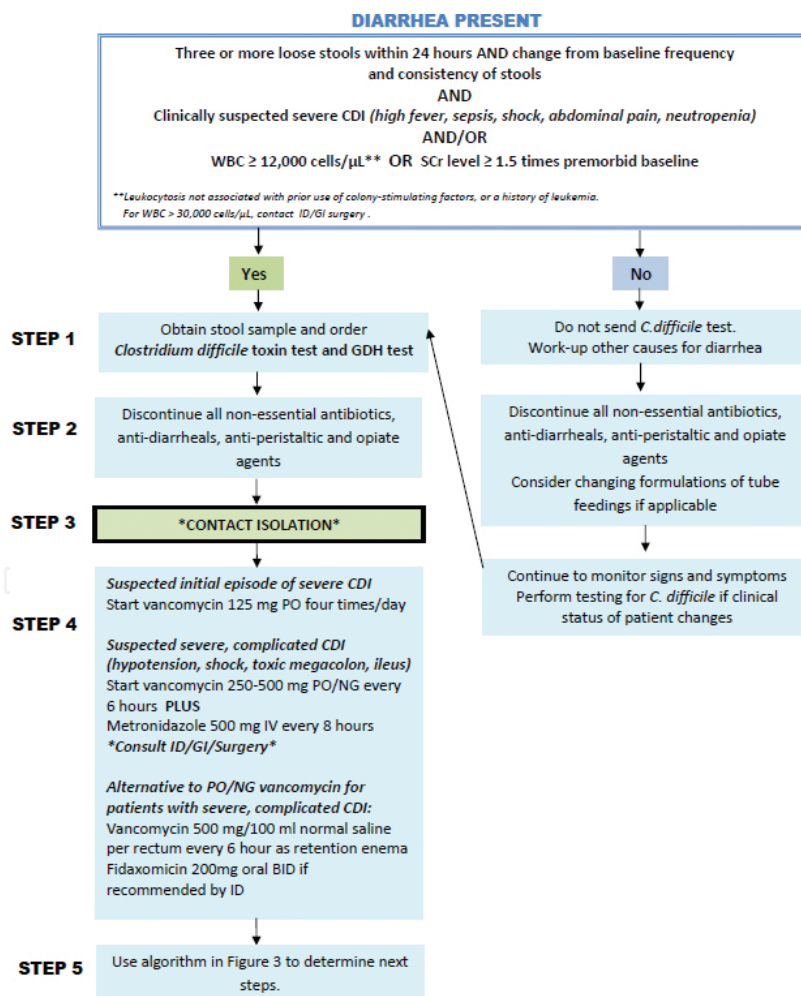 DIARRHEA PRESENT
Three or more loose stools within 24 hours AND change from baseline frequency
and consistency of stools
AND
Clinically suspected severe CDI (high fever, sepsis, shock, abdominal pain, neutropenia)
AND/OR
WBC ≥ 12,000 cells/µL** OR SCr level ≥ 1.5 times premorbid baseline
**Leukocytosis not associated with prior use of colony-stimulating factors, or a history of leukemia.
For WBC > 30,000 cells/µL, contact ID/GI surgery .
Yes
No
STEP 1
Obtain stool sample and order
Clostridium difficile toxin test and GDH test
Do not send C.difficile test.
Work-up other causes for diarrhea
STEP 2
Discontinue all non-essential antibiotics,
anti-diarrheals, anti-peristaltic and opiate
agents
Discontinue all non-essential antibiotics,
anti-diarrheals, anti-peristaltic and opiate
agents
Consider changing formulations of tube
feedings if applicable
STEP 3
*CONTACT ISOLATION*
Continue to monitor signs and symptoms
Perform testing for C. difficile if clinical
status of patient changes
STEP 4
Suspected initial episode of severe CDI
Start vancomycin 125 mg PO four times/day
Suspected severe, complicated CDI
(hypotension, shock, toxic megacolon, ileus)
Start vancomycin 250-500 mg PO/NG every
6 hours PLUS
Metronidazole 500 mg IV every 8 hours
*Consult ID/GI/Surgery*
Alternative to PO/NG vancomycin for
patients with severe, complicated CDI:
Vancomycin 500 mg/100 ml normal saline
per rectum every 6 hour as retention enema
Fidaxomicin 200mg oral BID if
recommended by ID
STEP 5
Use algorithm in Figure 3 to determine next
steps.